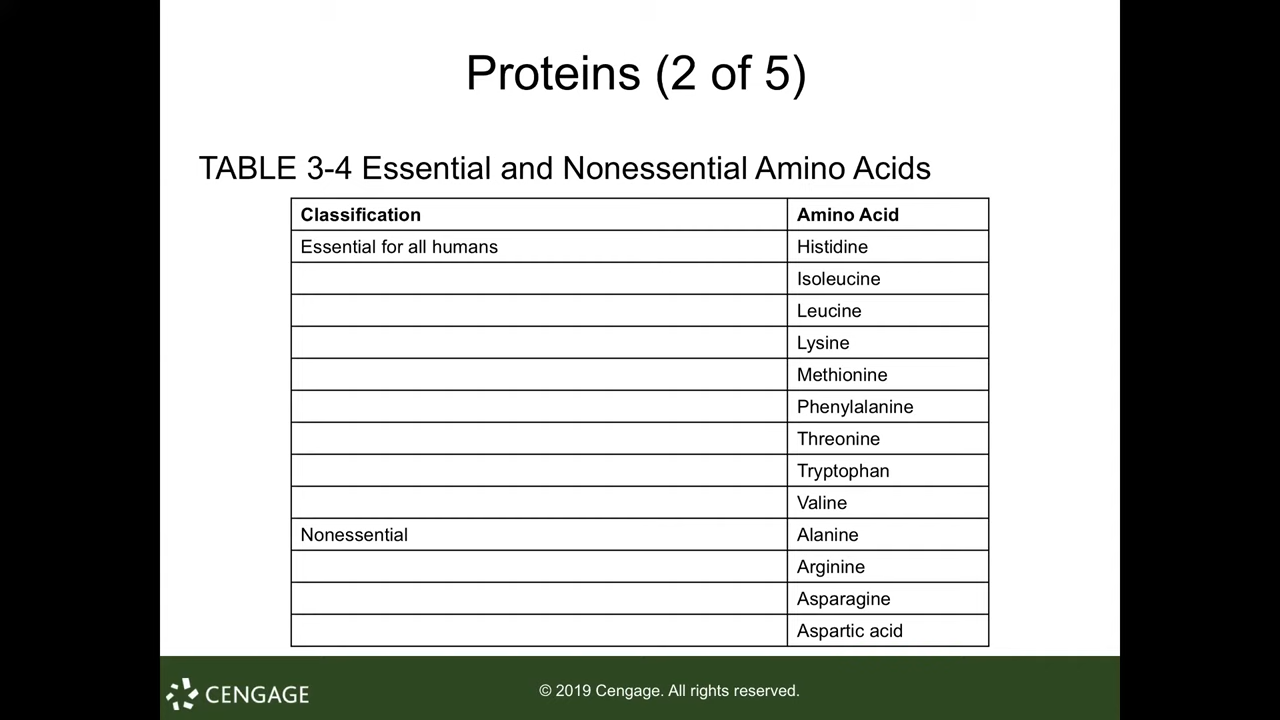 Proteins (2 of 5)
TABLE 3-4 Essential and Nonessential Amino Acids
Classification Amino Acid
Essential for all humans Histidine
Isoleucine
Leucine
Lysine
Methionine
Phenylalanine
Threonine
Tryptophan
Valine
Nonessential Alanine
Arginine
Asparagine
Aspartic acid
CENGAGE © 2019 Cengage. All rights reserved.